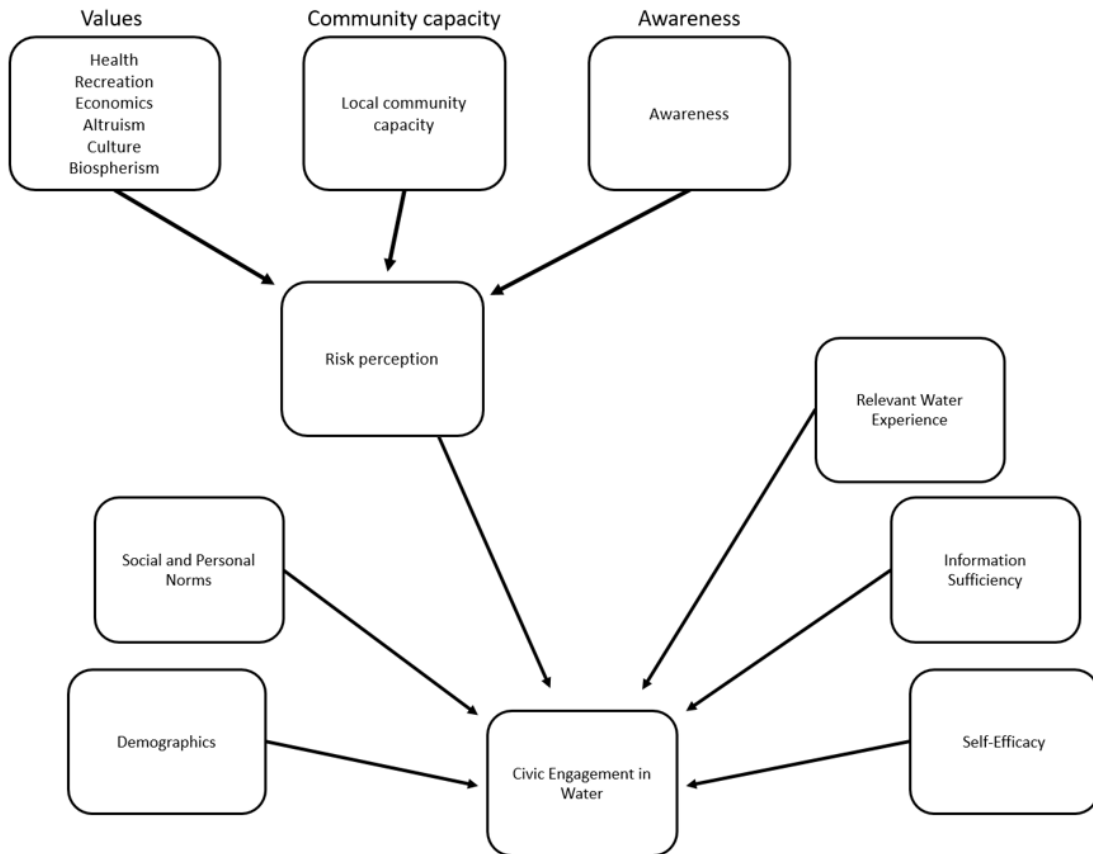 Values
Community capacity
Awareness
Health
Recreation
Economics
Altruism
Culture
Biospherism
Local community
capacity
Awareness
Risk perception
Relevant Water
Experience
Social and Personal
Norms
Information
Sufficiency
Demographics
Civic Engagement in
Water
Self-Efficacy